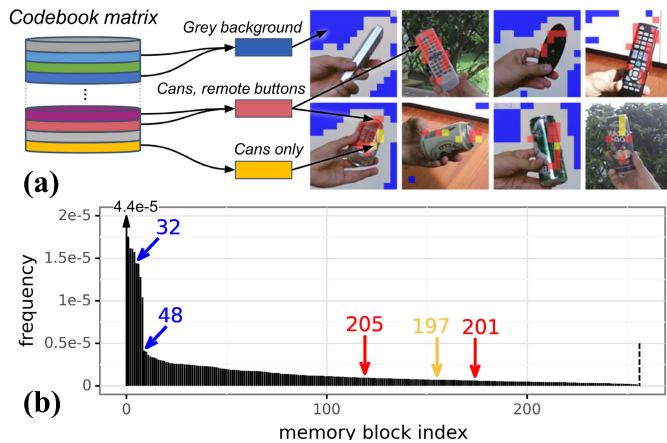 Codebook matrix
Grey background
Cans, remote buttons
Cans only
...
(a)
4.4e-5
2e-5
1.5e-5
1e-5
0.5e-5
0
frequency
32
48
205
197
201
0
100
200
memory block index
(b)